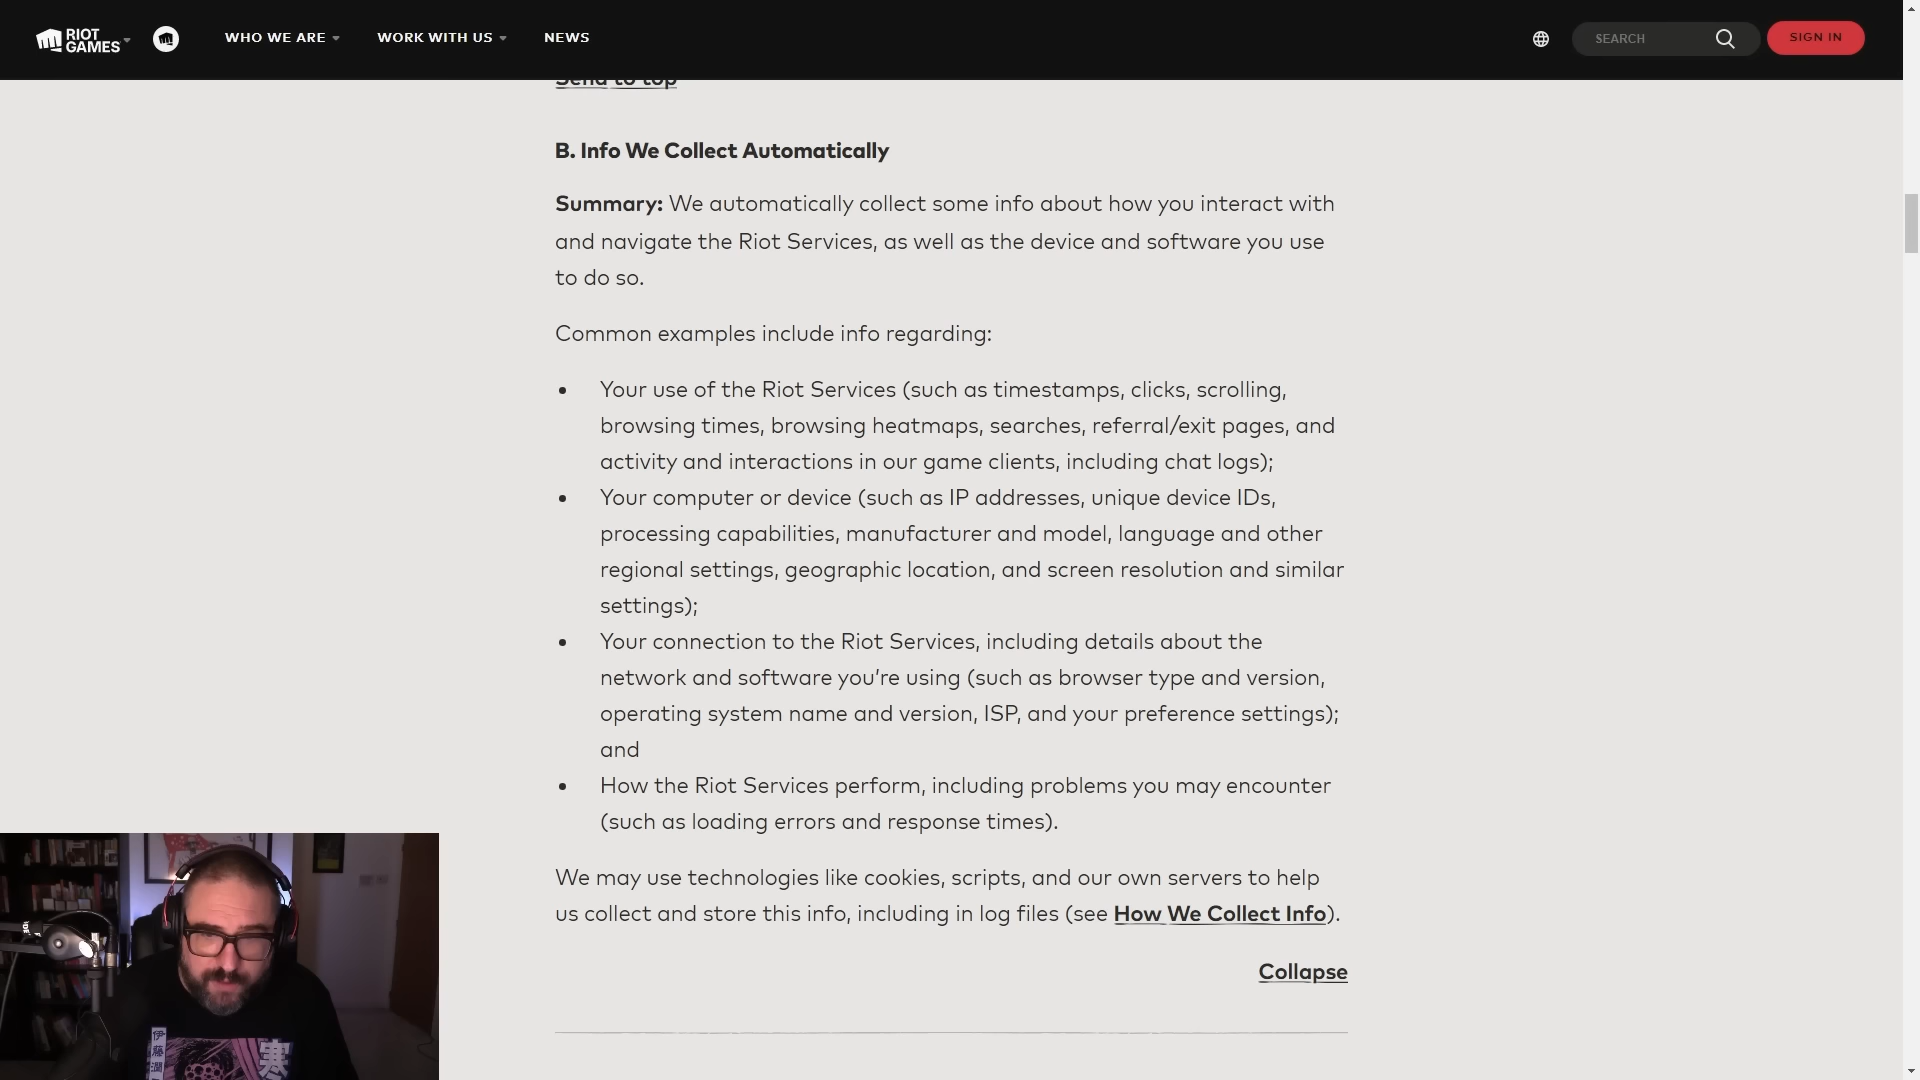 RIOT
GAMES
WHO WE ARE
WORK WITH US
NEWS
SEARCH
SIGN IN
Send to top
B. Info We Collect Automatically
Summary: We automatically collect some info about how you interact with
and navigate the Riot Services, as well as the device and software you use
to do so.
Common examples include info regarding:
• Your use of the Riot Services (such as timestamps, clicks, scrolling,
browsing times, browsing heatmaps, searches, referral/exit pages, and
activity and interactions in our game clients, including chat logs);
• Your computer or device (such as IP addresses, unique device IDs,
processing capabilities, manufacturer and model, language and other
regional settings, geographic location, and screen resolution and similar
settings);
• Your connection to the Riot Services, including details about the
network and software you’re using (such as browser type and version,
operating system name and version, ISP, and your preference settings);
and
• How the Riot Services perform, including problems you may encounter
(such as loading errors and response times).
We may use technologies like cookies, scripts, and our own servers to help
us collect and store this info, including in log files (see How We Collect Info).
Collapse
伊藤潤
寒